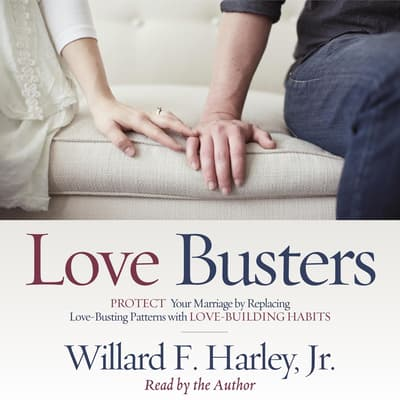 Love Busters
PROTECT Your Marriage by Replacing
Love-Busting Patterns with LOVE-BUILDING HABITS
Willard F. Harley, Jr.
Read by the Author